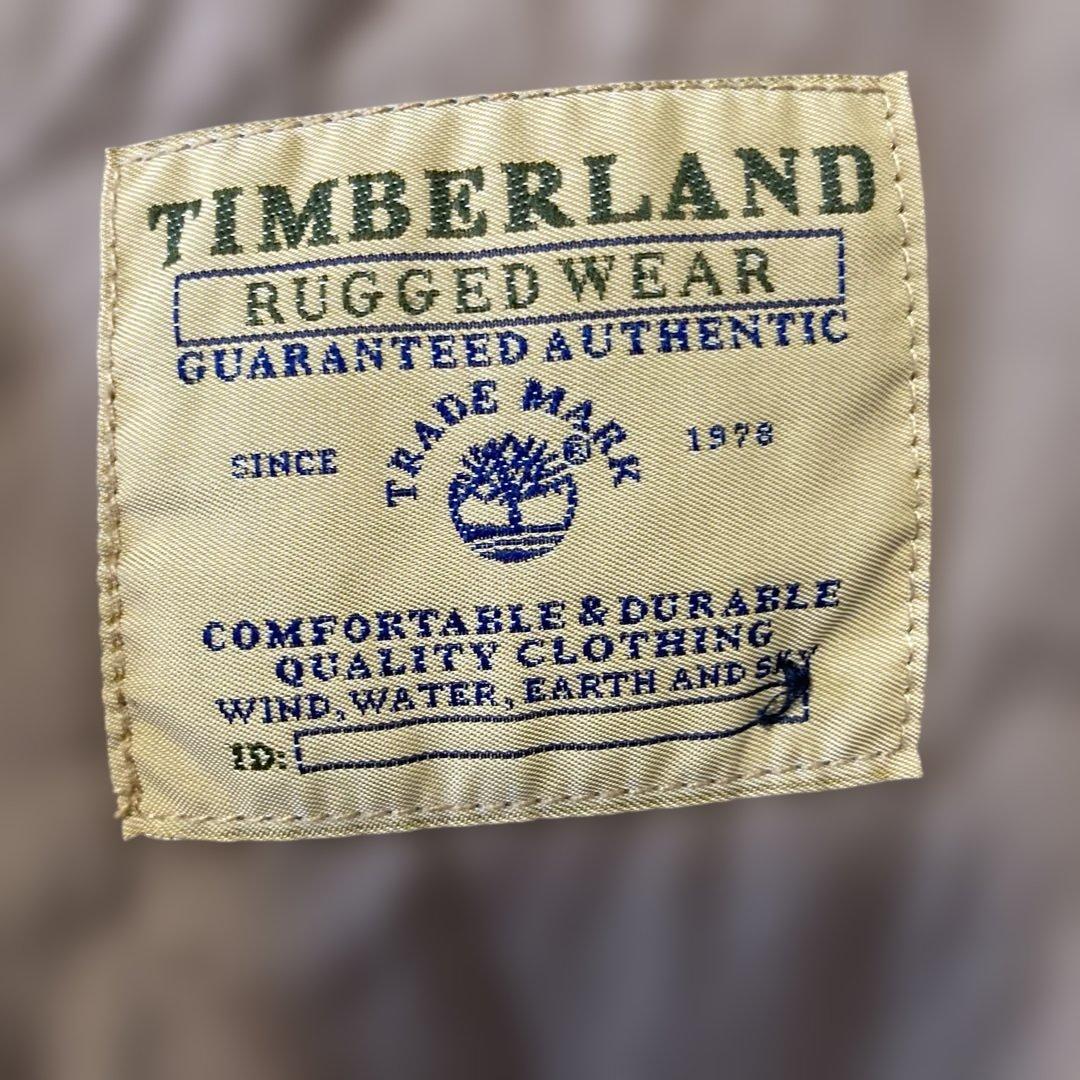 TIMBERLAND
RUGGED WEAR
GUARANTEED AUTHENTIC
TRADE MARK
®
SINCE 1978
COMFORTABLE & DURABLE
QUALITY CLOTHING
WIND, WATER, EARTH AND SKY
ID: